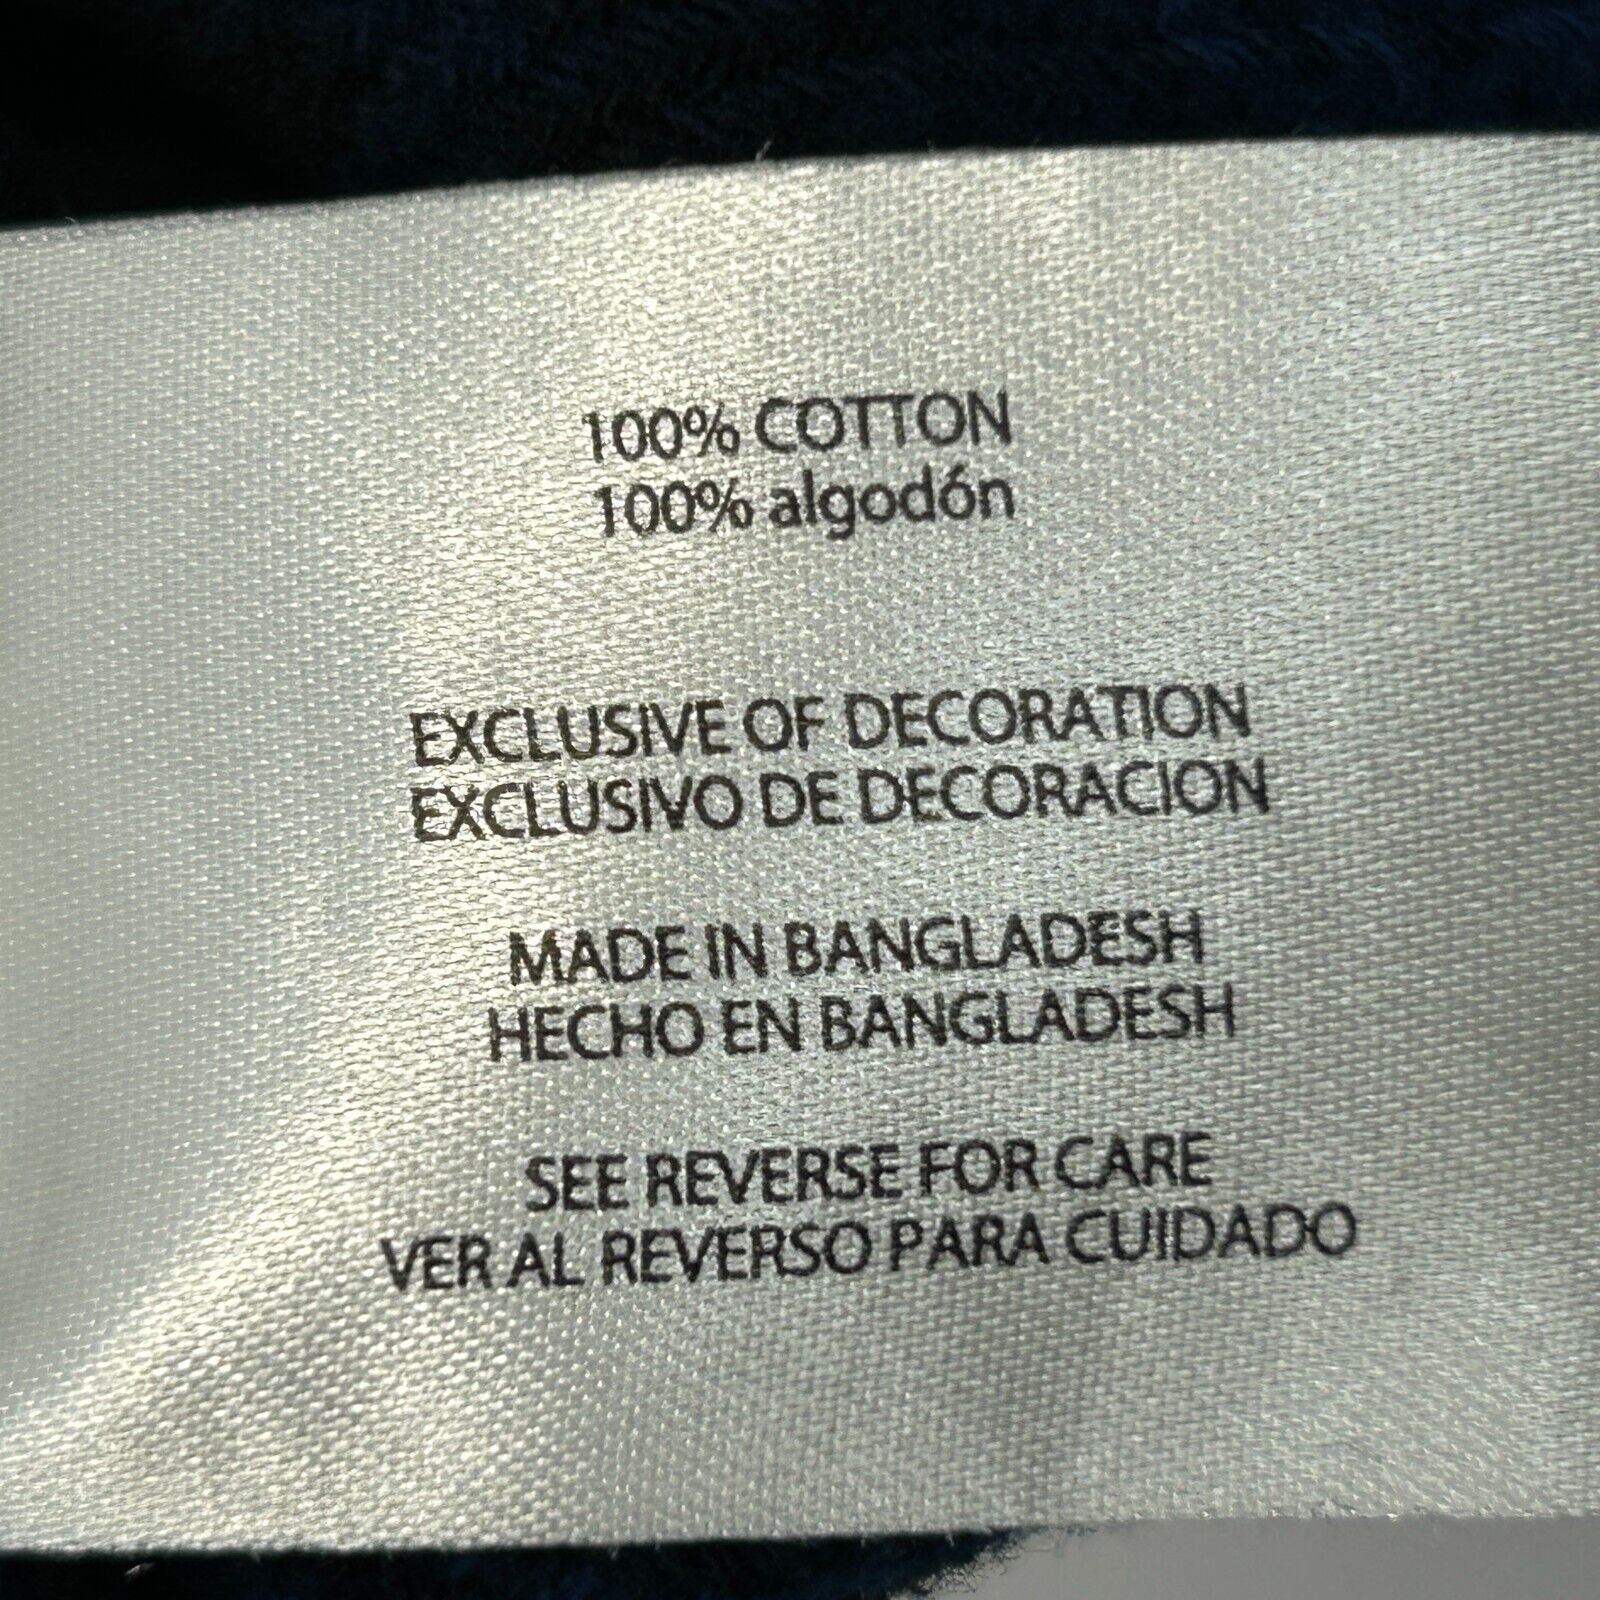 100% COTTON
100% algodón
EXCLUSIVE OF DECORATION
EXCLUSIVO DE DECORACION
MADE IN BANGLADESH
HECHO EN BANGLADESH
SEE REVERSE FOR CARE
VER AL REVERSO PARA CUIDADO